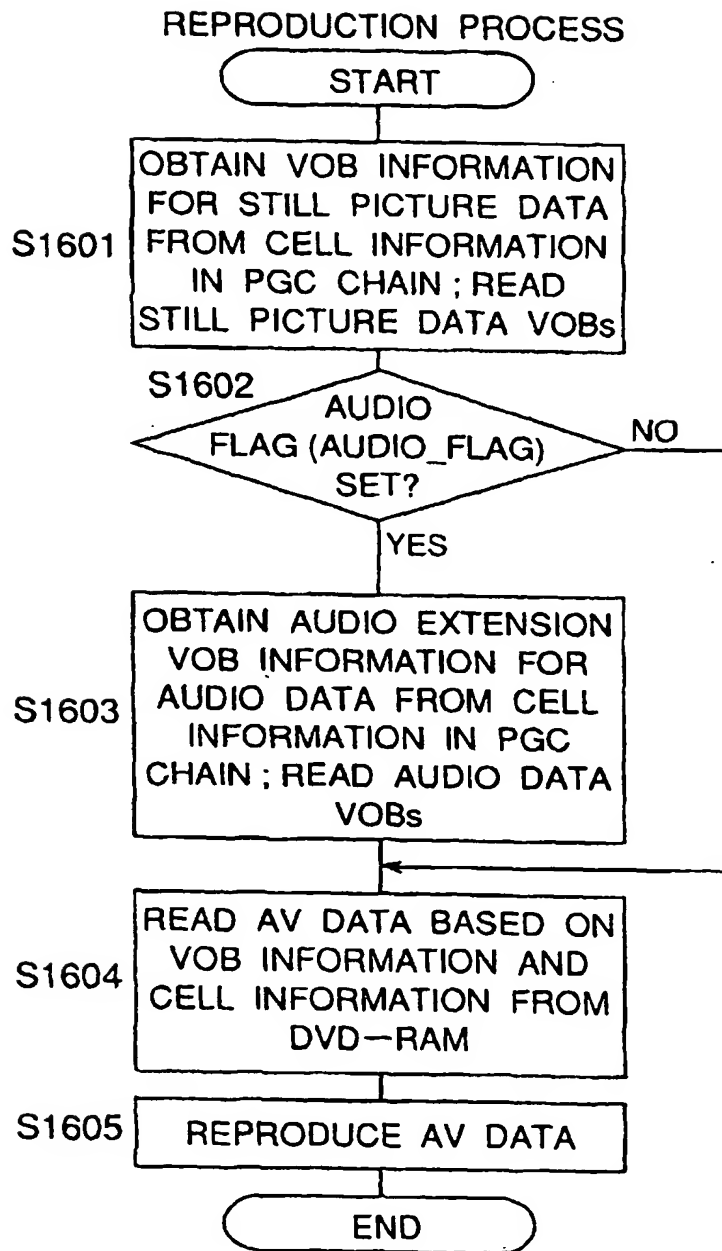 REPRODUCTION PROCESS
START
OBTAIN VOB INFORMATION
FOR STILL PICTURE DATA
S1601
FROM CELL INFORMATION
IN PGC CHAIN ; READ
STILL PICTURE DATA VOBs
S1602
AUDIO
FLAG (AUDIO_FLAG)
SET?
NO
YES
OBTAIN AUDIO EXTENSION
VOB INFORMATION FOR
S1603
AUDIO DATA FROM CELL
INFORMATION IN PGC
CHAIN ; READ AUDIO DATA
VOBs
READ AV DATA BASED ON
VOB INFORMATION AND
S1604
CELL INFORMATION FROM
DVD-RAM
S1605
REPRODUCE AV DATA
END